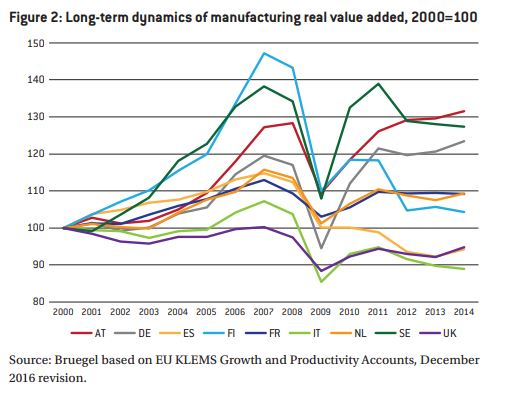 Figure 2: Long-term dynamics of manufacturing real value added, 2000=100
150
140
130
120
110
100
90
80
2000 2001 2002 2003 2004 2005 2006 2007 2008 2009 2010 2011 2012 2013 2014
AT DE ES FI FR IT NL SE UK
Source: Bruegel based on EU KLEMS Growth and Productivity Accounts, December
2016 revision.